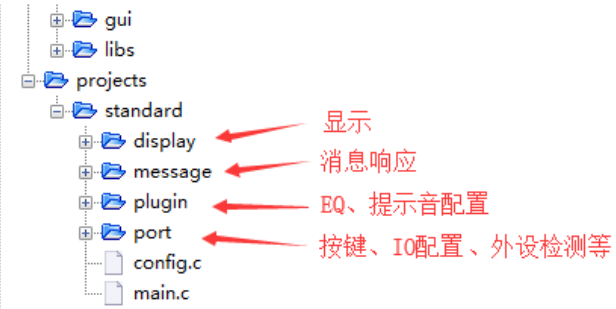 gui
libs
projects
standard
display
显示
message
消息响应
plugin
EQ、提示音配置
port
按键、IO配置、外设检测等
config.c
main.c